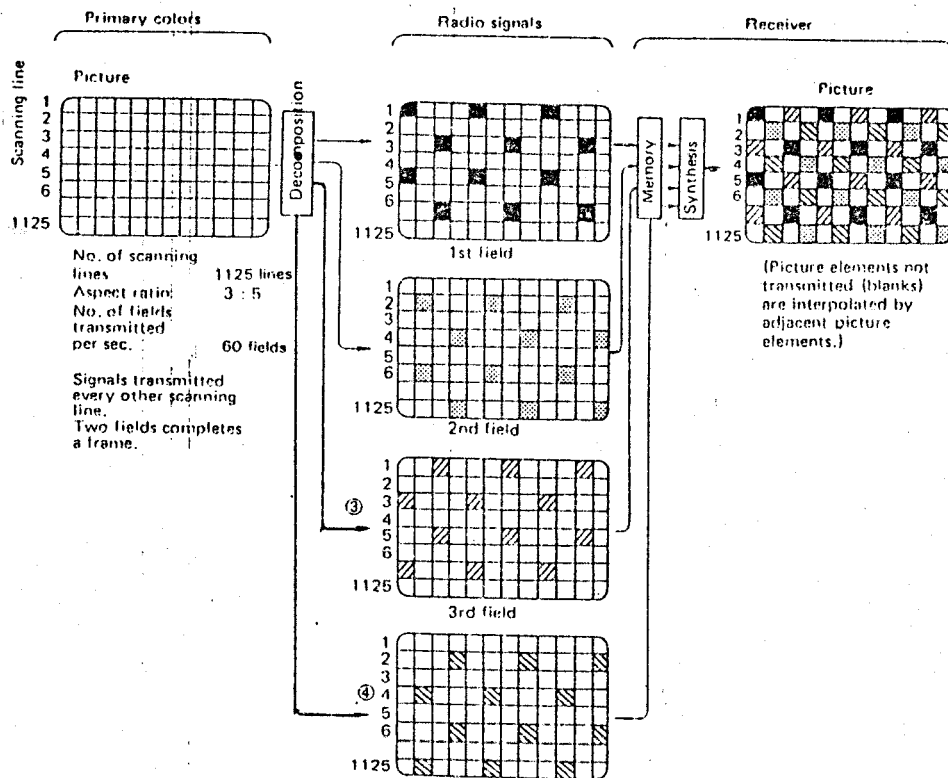 Primary colors
Radio signals
Receiver
Scanning line
Picture
1
2
3
4
5
6
1125
Decomposition
No. of scanning
lines 1125 lines
Aspect ratio: 3 : 5
No. of fields
transmitted
per sec. 60 fields
Signals transmitted
every other scanning
line.
Two fields completes
a frame.
1
2
3
4
5
6
1125
1st field
1
2
3
4
5
6
1125
2nd field
③
1
2
3
4
5
6
1125
3rd field
④
1
2
3
4
5
6
1125
Memory
Synthesis
Picture
1
2
3
4
5
6
1125
(Picture elements not
transmitted (blanks)
are interpolated by
adjacent picture
elements.)